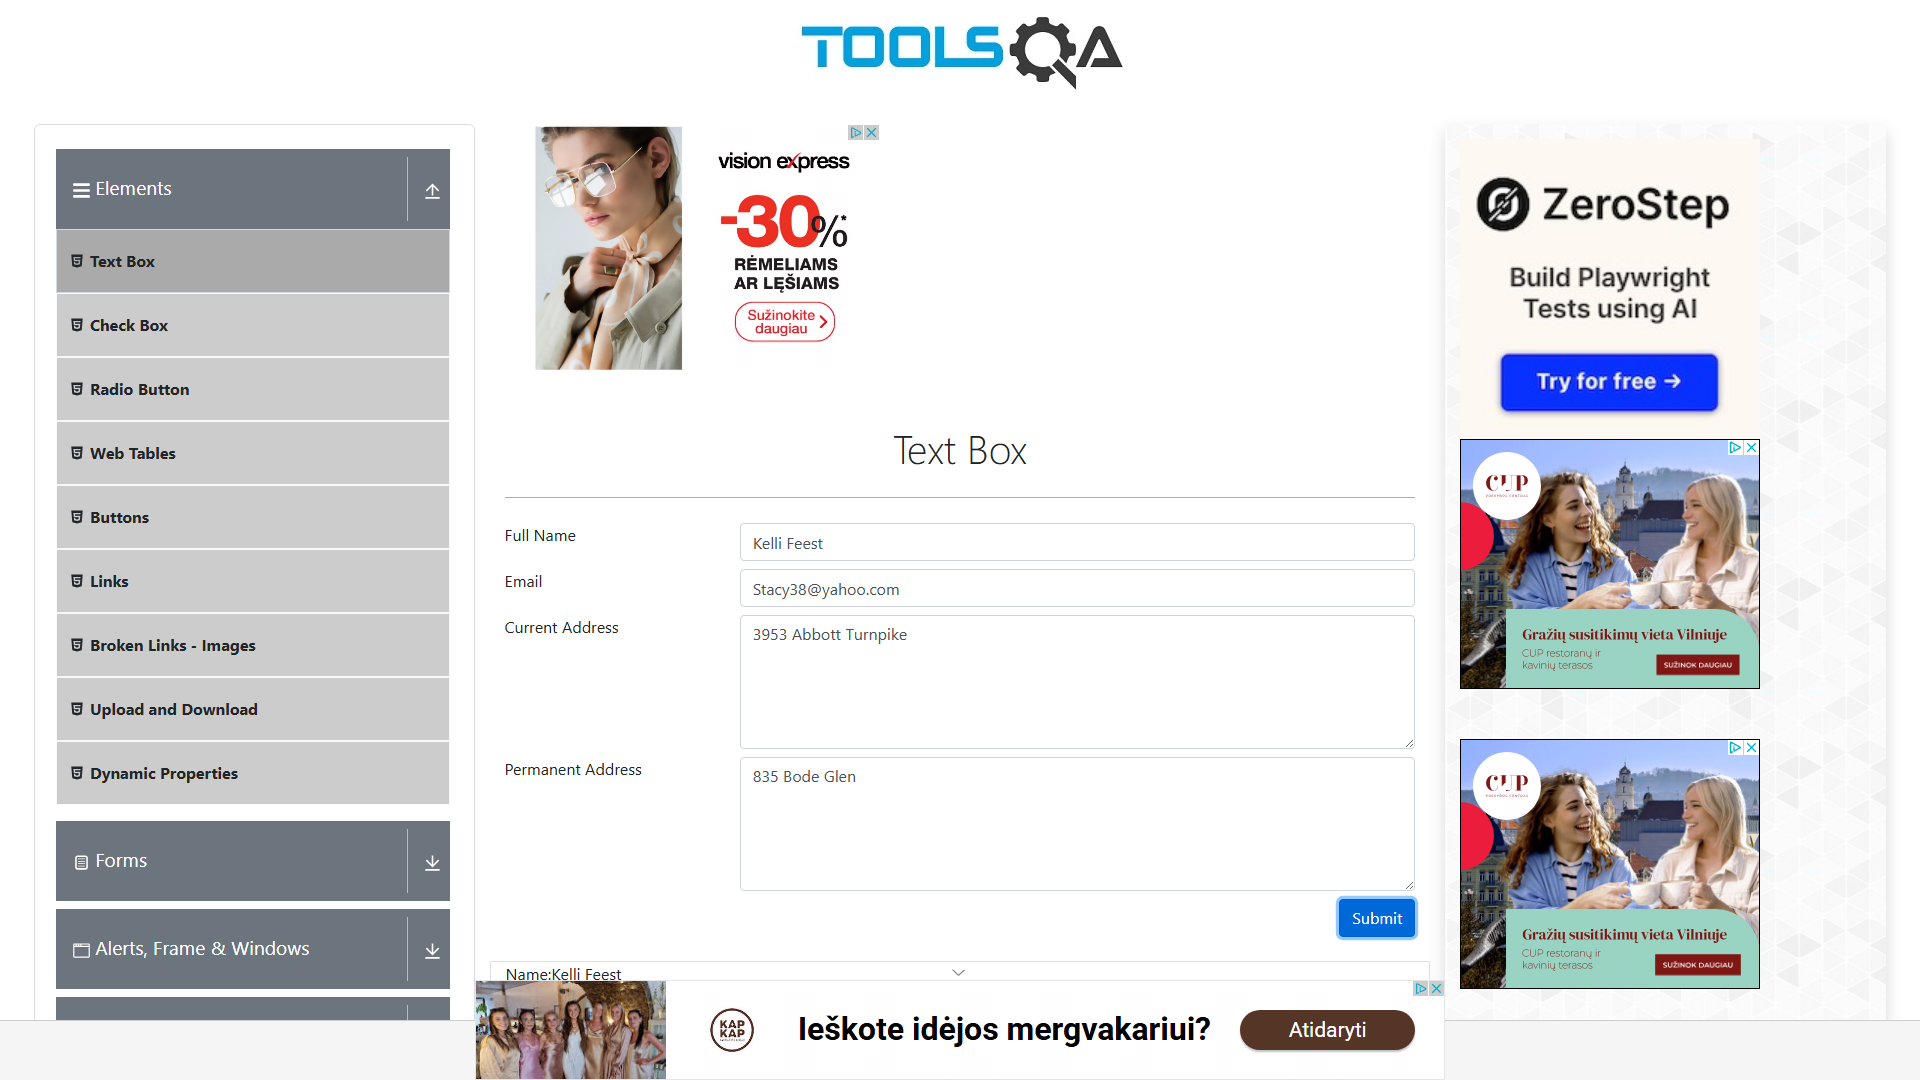 TOOLSQA
Elements
Text Box
Check Box
Radio Button
Web Tables
Buttons
Links
Broken Links - Images
Upload and Download
Dynamic Properties
Forms
Alerts, Frame & Windows
vision express
-30%*
RĖMELIAMS
AR LĘŠIAMS
Sužinokite
daugiau
Text Box
Full Name
Kelli Feest
Email
Stacy38@yahoo.com
Current Address
3953 Abbott Turnpike
Permanent Address
835 Bode Glen
Submit
Name:Kelli Feest
KAP
KAP
Ieškote idėjos mergvakariui?
Atidaryti
ZeroStep
Build Playwright
Tests using AI
Try for free →
CUP
Gražių susitikimų vieta Vilniuje
CUP restoranų ir
kavinių terasos
SUŽINOK DAUGIAU
CUP
Gražių susitikimų vieta Vilniuje
CUP restoranų ir
kavinių terasos
SUŽINOK DAUGIAU